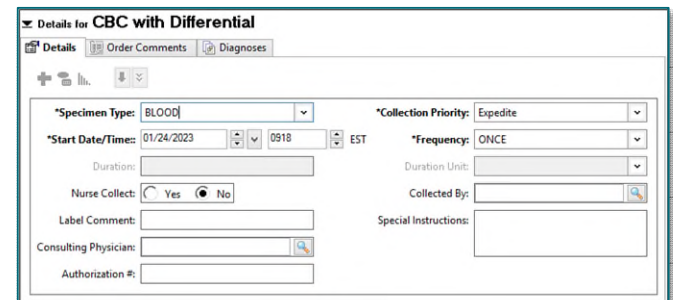 Details for CBC with Differential
Details Order Comments Diagnoses
*Specimen Type: BLOOD *Collection Priority: Expedite
*Start Date/Time:: 01/24/2023 0918 EST *Frequency: ONCE
Duration: Duration Unit:
Nurse Collect: Yes No Collected By:
Label Comment: Special Instructions:
Consulting Physician:
Authorization #: